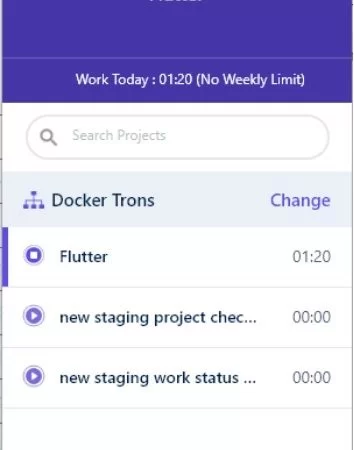 Work Today : 01:20 (No Weekly Limit)
Search Projects
Docker Trons Change
Flutter 01:20
new staging project chec... 00:00
new staging work status ... 00:00